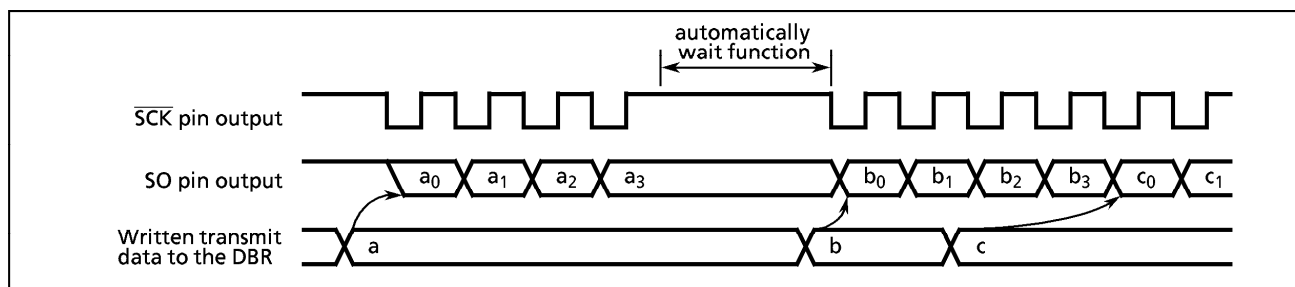 automatically
wait function
S̅C̅K̅ pin output
SO pin output
a₀ a₁ a₂ a₃ b₀ b₁ b₂ b₃ c₀ c₁
Written transmit
data to the DBR
a b c